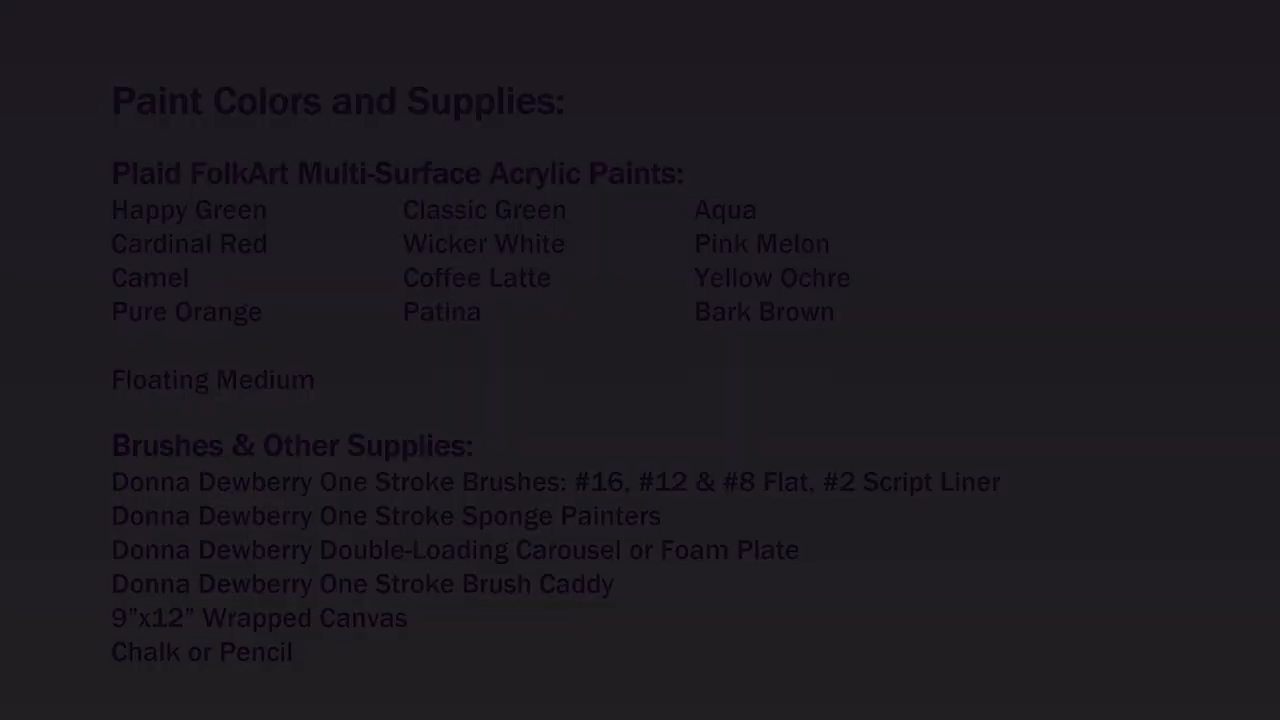 Paint Colors and Supplies:
Plaid FolkArt Multi-Surface Acrylic Paints:
Happy Green Classic Green Aqua
Cardinal Red Wicker White Pink Melon
Camel Coffee Latte Yellow Ochre
Pure Orange Patina Bark Brown
Floating Medium
Brushes & Other Supplies:
Donna Dewberry One Stroke Brushes: #16, #12 & #8 Flat, #2 Script Liner
Donna Dewberry One Stroke Sponge Painters
Donna Dewberry Double-Loading Carousel or Foam Plate
Donna Dewberry One Stroke Brush Caddy
9”x12” Wrapped Canvas
Chalk or Pencil